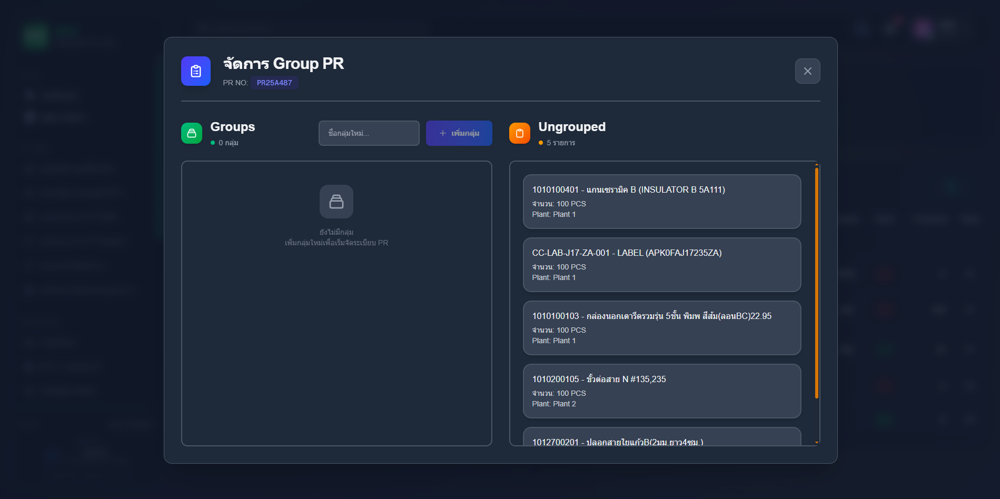 จัดการ Group PR
PR NO: PR25A487
Groups
0 กลุ่ม
ชื่อกลุ่มใหม่...
+ เพิ่มกลุ่ม
ยังไม่มีกลุ่ม
เพิ่มกลุ่มใหม่เพื่อเริ่มจัดระเบียบ PR
Ungrouped
5 รายการ
1010100401 - แกนเซรามิค B (INSULATOR B 5A111)
จำนวน: 100 PCS
Plant: Plant 1
CC-LAB-J17-ZA-001 - LABEL (APK0FAJ17235ZA)
จำนวน: 100 PCS
Plant: Plant 1
1010100103 - กล่องนอกเตารีดรวมรุ่น 5ชั้น พิมพ์ สีส้ม(ลอนBC)22.95
จำนวน: 100 PCS
Plant: Plant 1
1010200105 - ขั้วต่อสาย N #135,235
จำนวน: 100 PCS
Plant: Plant 2
1012700201 - ปลอกสายใยแก้วB(2มม.ยาว4ซม.)